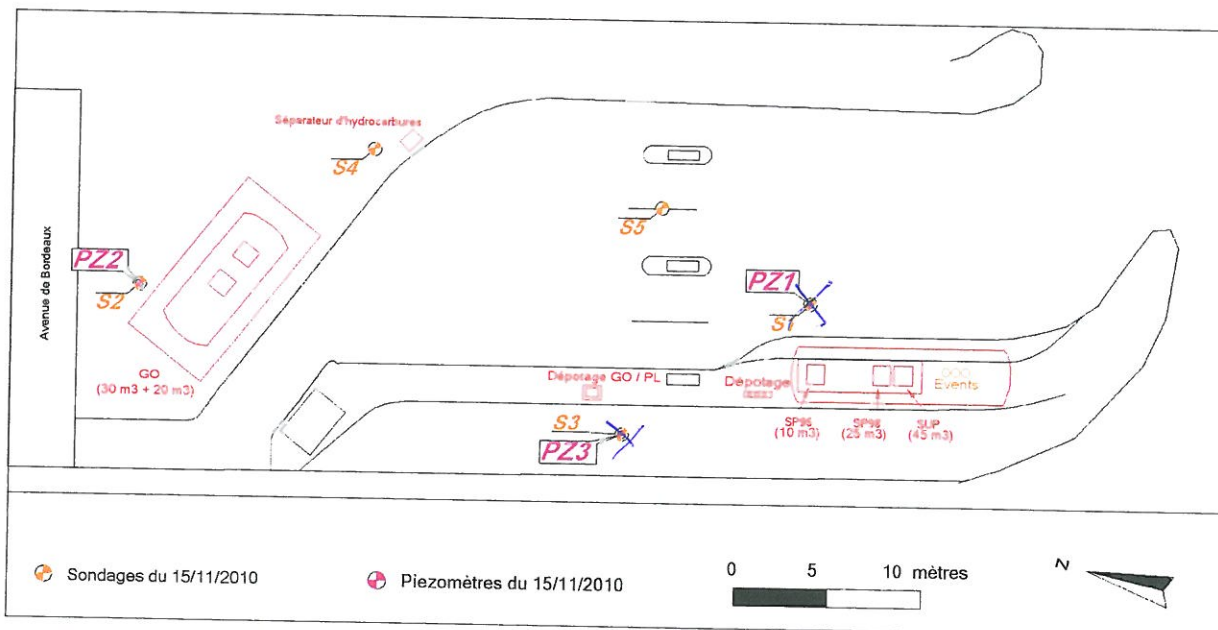 Séparateur d'hydrocarbures
S4
S5
PZ2
S2
PZ1
S1
Avenue de Bordeaux
GO
(30 m3 + 20 m3)
Dépotage GO / PL
Dépotage
Events
S3
PZ3
SP95
(10 m3)
SP98
(25 m3)
SUP
(45 m3)
Sondages du 15/11/2010
Piezomètres du 15/11/2010
0 5 10 mètres
N